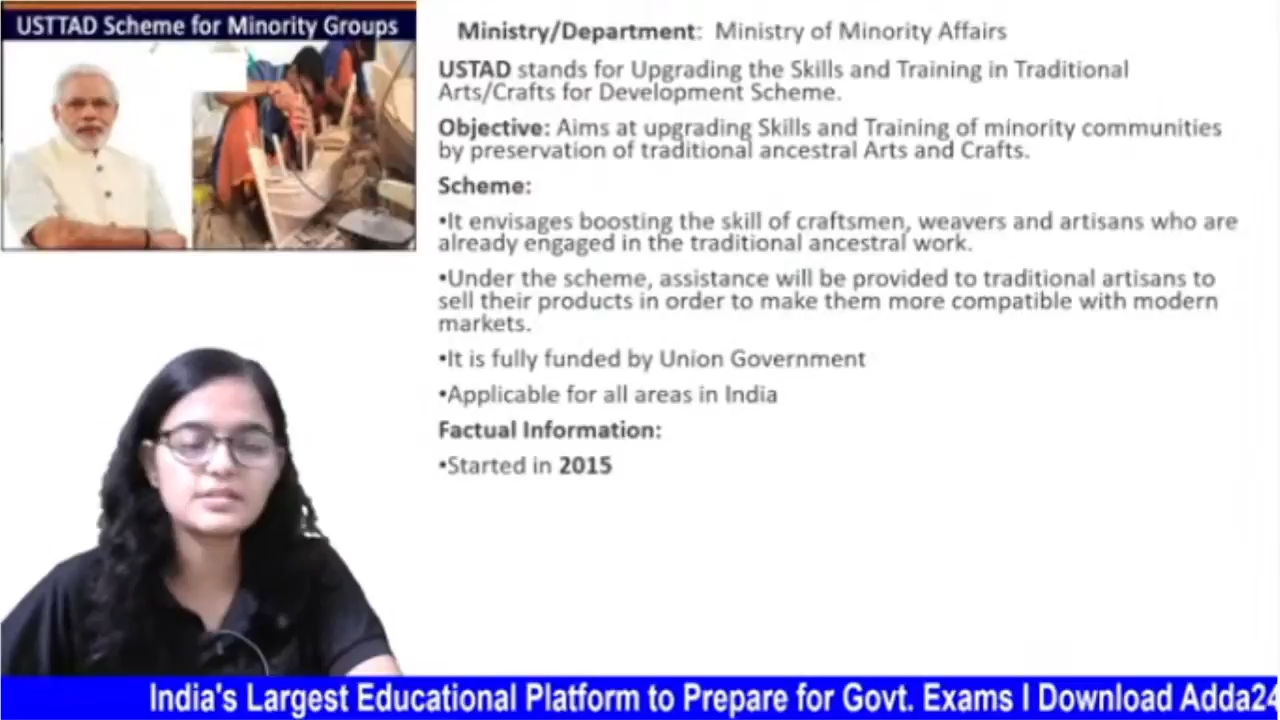 USTTAD Scheme for Minority Groups
Ministry/Department: Ministry of Minority Affairs
USTAD stands for Upgrading the Skills and Training in Traditional
Arts/Crafts for Development Scheme.
Objective: Aims at upgrading Skills and Training of minority communities
by preservation of traditional ancestral Arts and Crafts.
Scheme:
•It envisages boosting the skill of craftsmen, weavers and artisans who are
already engaged in the traditional ancestral work.
•Under the scheme, assistance will be provided to traditional artisans to
sell their products in order to make them more compatible with modern
markets.
•It is fully funded by Union Government
•Applicable for all areas in India
Factual Information:
•Started in 2015
India's Largest Educational Platform to Prepare for Govt. Exams I Download Adda24